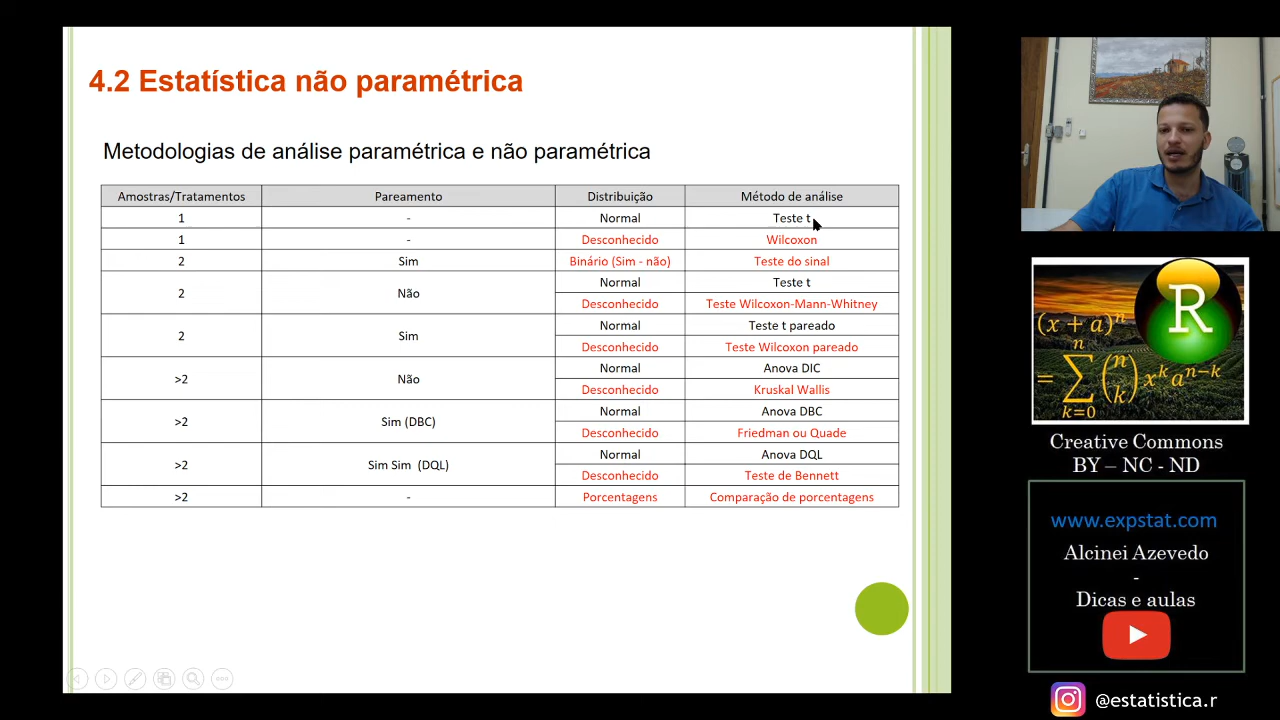 4.2 Estatística não paramétrica
Metodologias de análise paramétrica e não paramétrica
Amostras/Tratamentos Pareamento Distribuição Método de análise
1 - Normal Teste t
1 - Desconhecido Wilcoxon
2 Sim Binário (Sim - não) Teste do sinal
2 Não Normal Teste t
Desconhecido Teste Wilcoxon-Mann-Whitney
2 Sim Normal Teste t pareado
Desconhecido Teste Wilcoxon pareado
>2 Não Normal Anova DIC
Desconhecido Kruskal Wallis
>2 Sim (DBC) Normal Anova DBC
Desconhecido Friedman ou Quade
>2 Sim Sim (DQL) Normal Anova DQL
Desconhecido Teste de Bennett
>2 - Porcentagens Comparação de porcentagens
R
(x + a)^n
= ∑_{k=0}^{n} (n k) x^k a^{n-k}
Creative Commons
BY – NC - ND
www.expstat.com
Alcinei Azevedo
-
Dicas e aulas
@estatistica.r